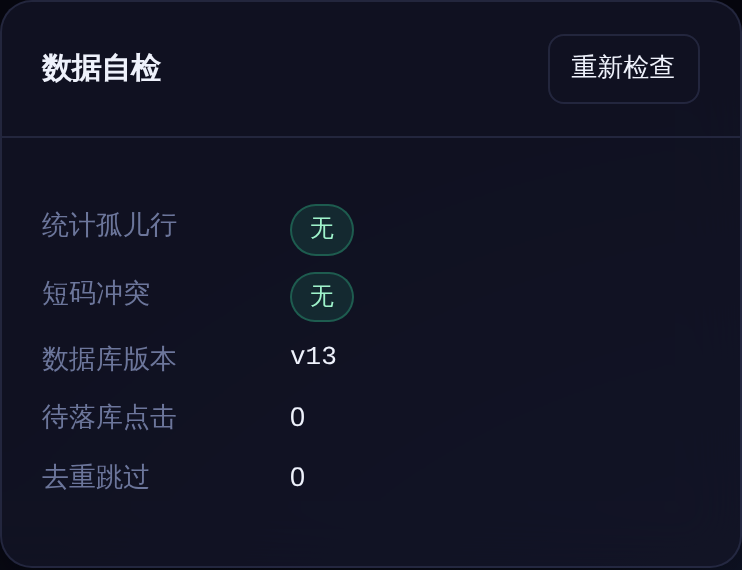 数据自检
重新检查
统计孤儿行 无
短码冲突 无
数据库版本 v13
待落库点击 0
去重跳过 0